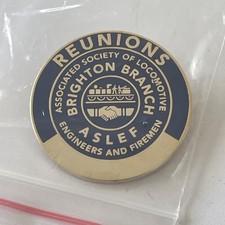 REUNIONS
ASSOCIATED SOCIETY OF LOCOMOTIVE
BRIGHTON BRANCH
ASLEF
ENGINEERS AND FIREMEN